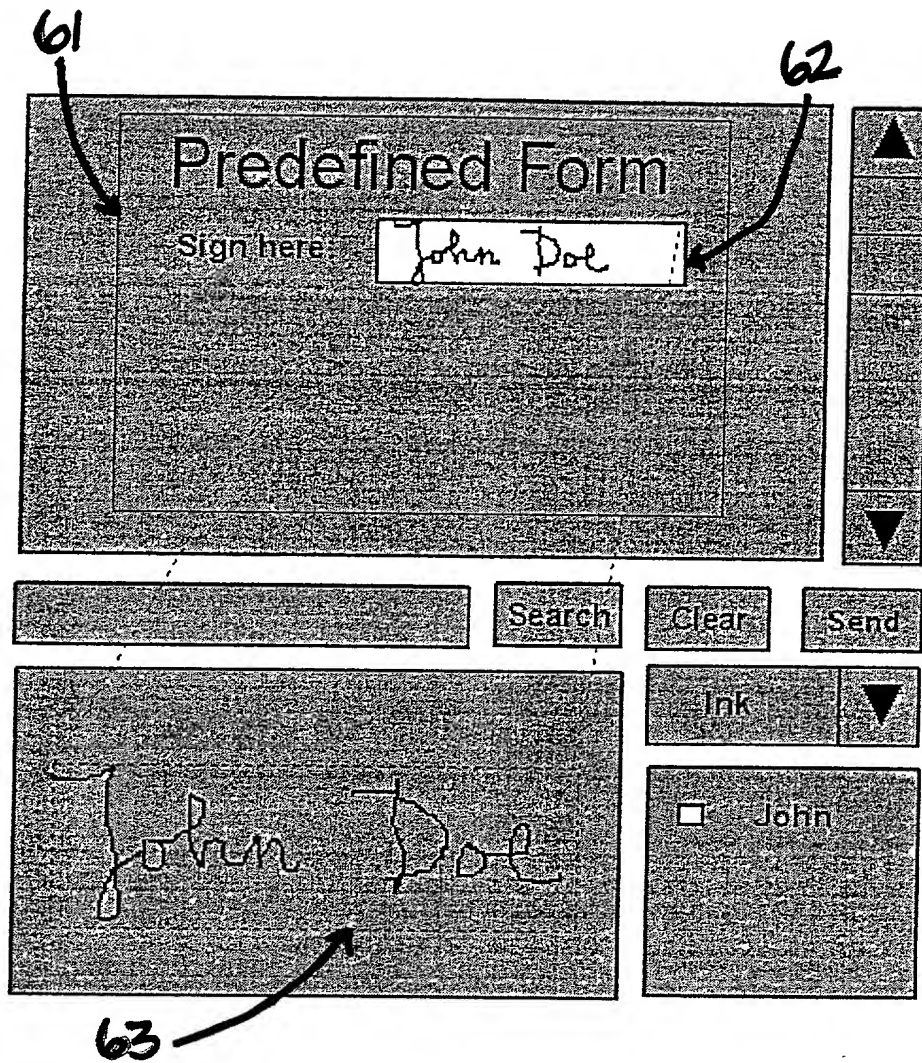 61
62
Predefined Form
Sign here:
John Doe
Search
Clear
Send
Ink
John Doe
John
63